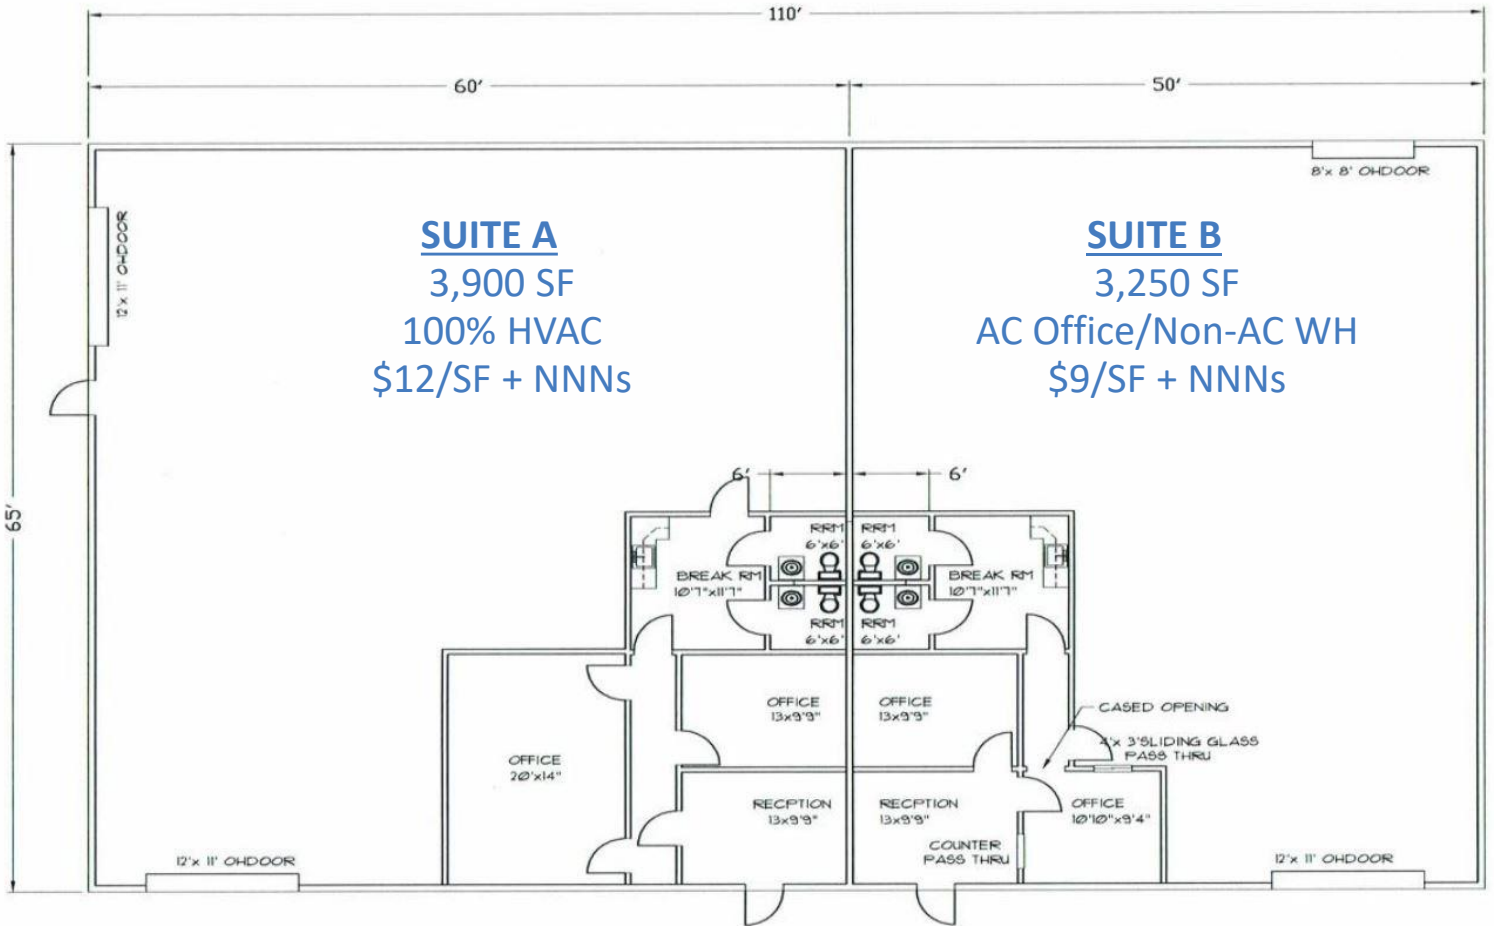 110'
60'
50'
8'x 8' OHDOOR
12'x 11' OHDOOR
SUITE A
3,900 SF
100% HVAC
$12/SF + NNNs
SUITE B
3,250 SF
AC Office/Non-AC WH
$9/SF + NNNs
65'
6'
6'
RRM
6'x6'
RRM
6'x6'
BREAK RM
10'7"x11'7"
BREAK RM
10'7"x11'7"
RRM
6'x6'
RRM
6'x6'
OFFICE
13x9'9"
OFFICE
13x9'9"
CASED OPENING
4'x 3'SLIDING GLASS
PASS THRU
OFFICE
20'x14"
RECPTION
13x9'9"
RECPTION
13x9'9"
OFFICE
10'10"x9'4"
COUNTER
PASS THRU
12'x 11' OHDOOR
12'x 11' OHDOOR